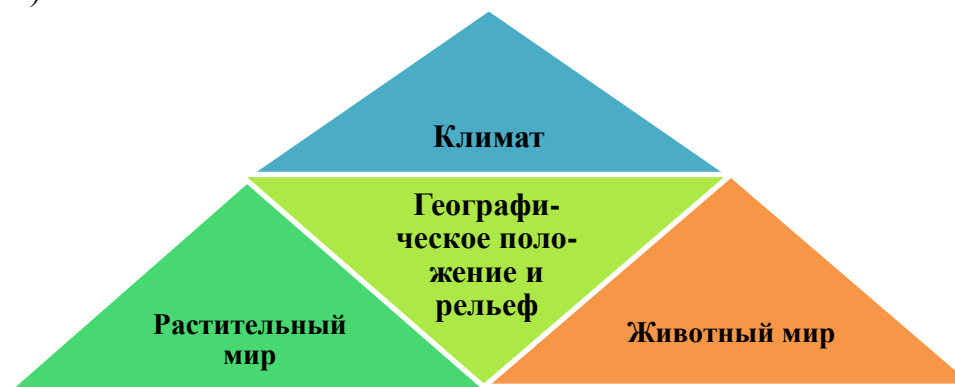 )
Климат
Географи-
ческое поло-
жение и
рельеф
Растительный
мир
Животный мир